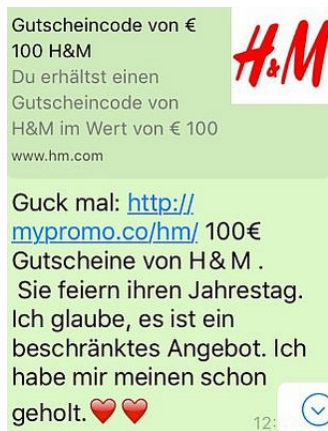 Gutscheincode von €
100 H&M
H&M
Du erhältst einen
Gutscheincode von
H&M im Wert von € 100
www.hm.com
Guck mal: http://
mypromo.co/hm/ 100€
Gutscheine von H& M .
Sie feiern ihren Jahrestag.
Ich glaube, es ist ein
beschränktes Angebot. Ich
habe mir meinen schon
geholt.❤️❤️
12: